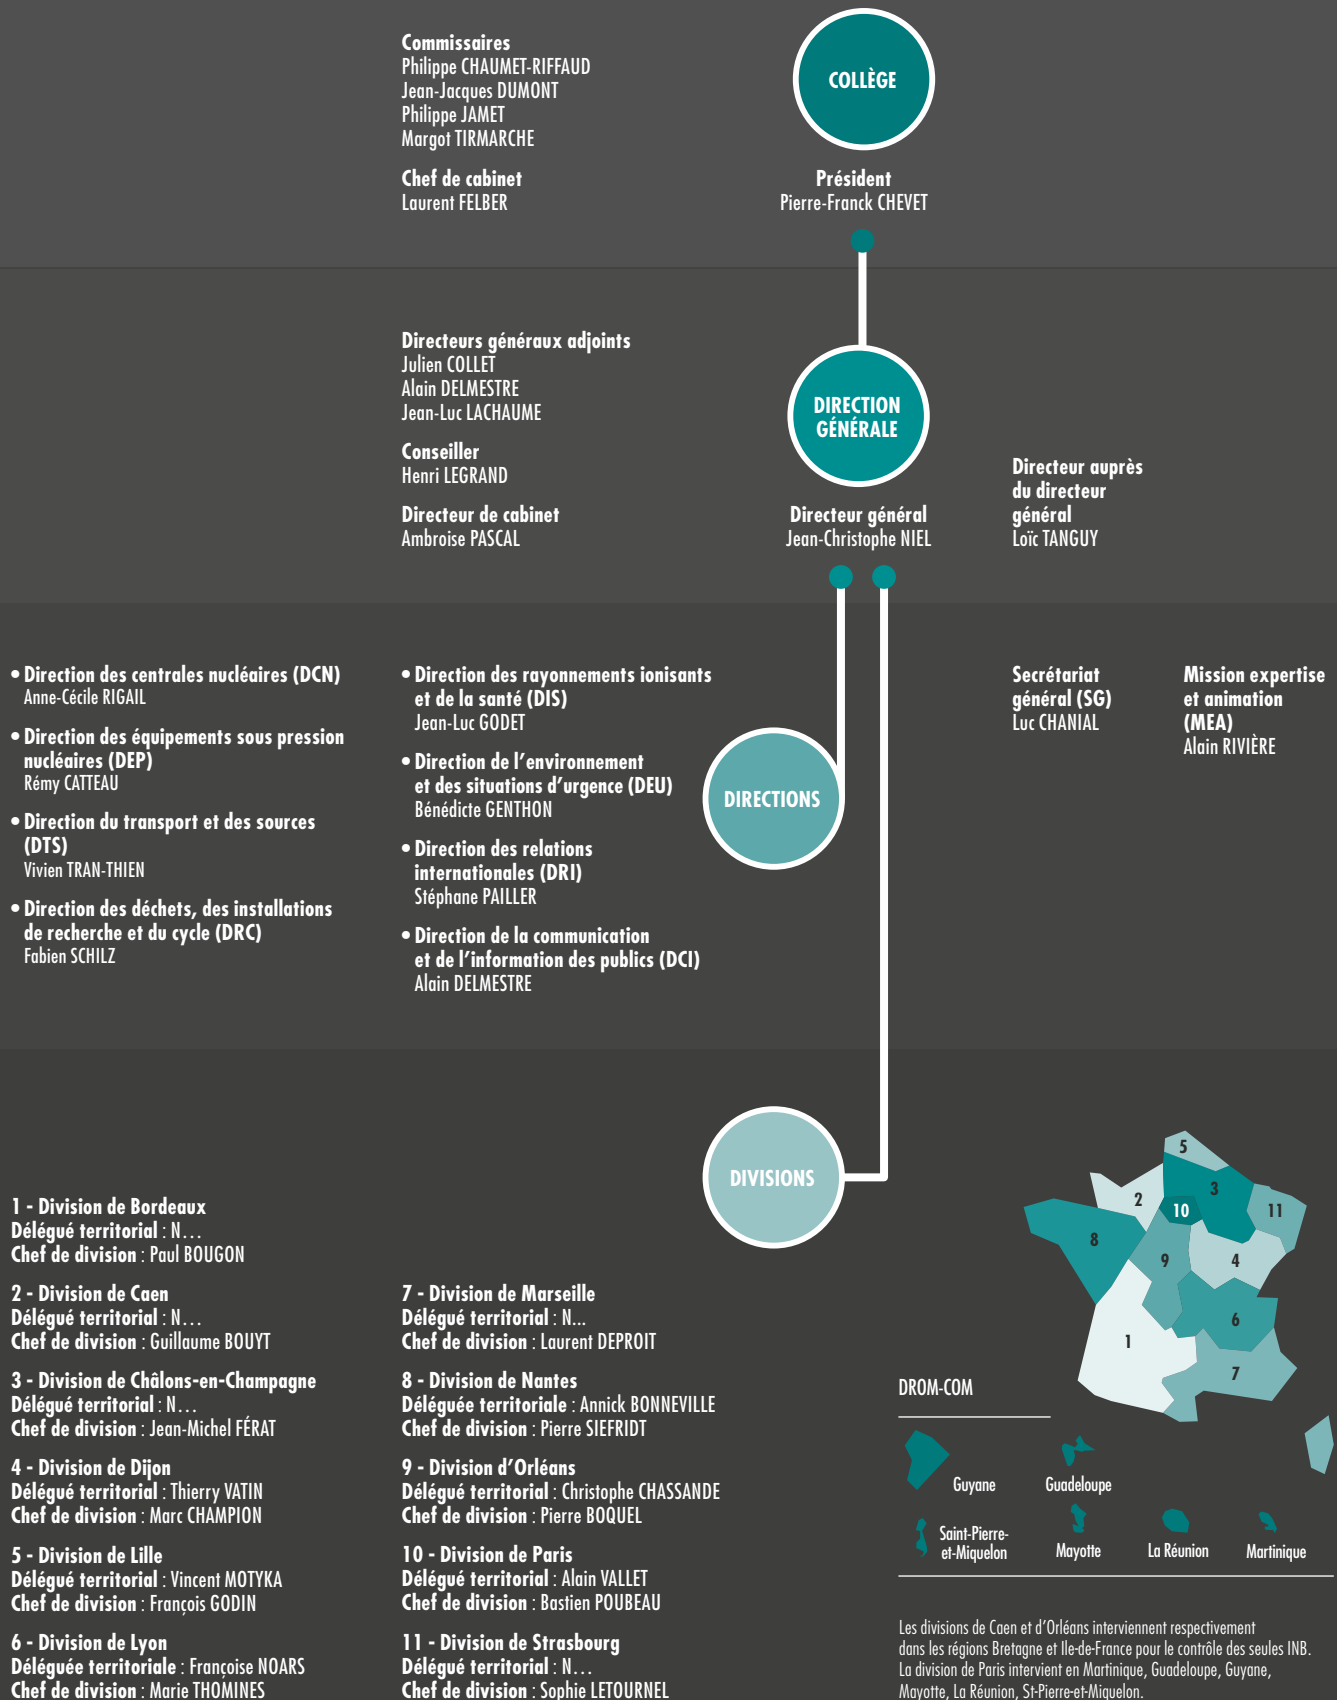 Commissaires
Philippe CHAUMET-RIFFAUD
Jean-Jacques DUMONT
Philippe JAMET
Margot TIRMARCHE
Chef de cabinet
Laurent FELBER
COLLÈGE
Président
Pierre-Franck CHEVET
Directeurs généraux adjoints
Julien COLLET
Alain DELMESTRE
Jean-Luc LACHAUME
Conseiller
Henri LEGRAND
Directeur de cabinet
Ambroise PASCAL
DIRECTION
GÉNÉRALE
Directeur général
Jean-Christophe NIEL
Directeur auprès
du directeur
général
Loïc TANGUY
• Direction des centrales nucléaires (DCN)
Anne-Cécile RIGAIL
• Direction des équipements sous pression
nucléaires (DEP)
Rémy CATTEAU
• Direction du transport et des sources
(DTS)
Vivien TRAN-THIEN
• Direction des déchets, des installations
de recherche et du cycle (DRC)
Fabien SCHILZ
• Direction des rayonnements ionisants
et de la santé (DIS)
Jean-Luc GODET
• Direction de l'environnement
et des situations d'urgence (DEU)
Bénédicte GENTHON
• Direction des relations
internationales (DRI)
Stéphane PAILLER
• Direction de la communication
et de l'information des publics (DCI)
Alain DELMESTRE
DIRECTIONS
Secrétariat
général (SG)
Luc CHANIAL
Mission expertise
et animation
(MEA)
Alain RIVIÈRE
DIVISIONS
1 - Division de Bordeaux
Délégué territorial : N…
Chef de division : Paul BOUGON
2 - Division de Caen
Délégué territorial : N…
Chef de division : Guillaume BOUYT
3 - Division de Châlons-en-Champagne
Délégué territorial : N…
Chef de division : Jean-Michel FÉRAT
4 - Division de Dijon
Délégué territorial : Thierry VATIN
Chef de division : Marc CHAMPION
5 - Division de Lille
Délégué territorial : Vincent MOTYKA
Chef de division : François GODIN
6 - Division de Lyon
Déléguée territoriale : Françoise NOARS
Chef de division : Marie THOMINES
7 - Division de Marseille
Délégué territorial : N...
Chef de division : Laurent DEPROIT
8 - Division de Nantes
Déléguée territoriale : Annick BONNEVILLE
Chef de division : Pierre SIEFRIDT
9 - Division d'Orléans
Délégué territorial : Christophe CHASSANDE
Chef de division : Pierre BOQUEL
10 - Division de Paris
Délégué territorial : Alain VALLET
Chef de division : Bastien POUBEAU
11 - Division de Strasbourg
Délégué territorial : N…
Chef de division : Sophie LETOURNEL
5
3
2
10
11
8
9
4
6
1
7
DROM-COM
Guyane
Guadeloupe
Saint-Pierre-
et-Miquelon
Mayotte
La Réunion
Martinique
Les divisions de Caen et d'Orléans interviennent respectivement
dans les régions Bretagne et Ile-de-France pour le contrôle des seules INB.
La division de Paris intervient en Martinique, Guadeloupe, Guyane,
Mayotte, La Réunion, St-Pierre-et-Miquelon.